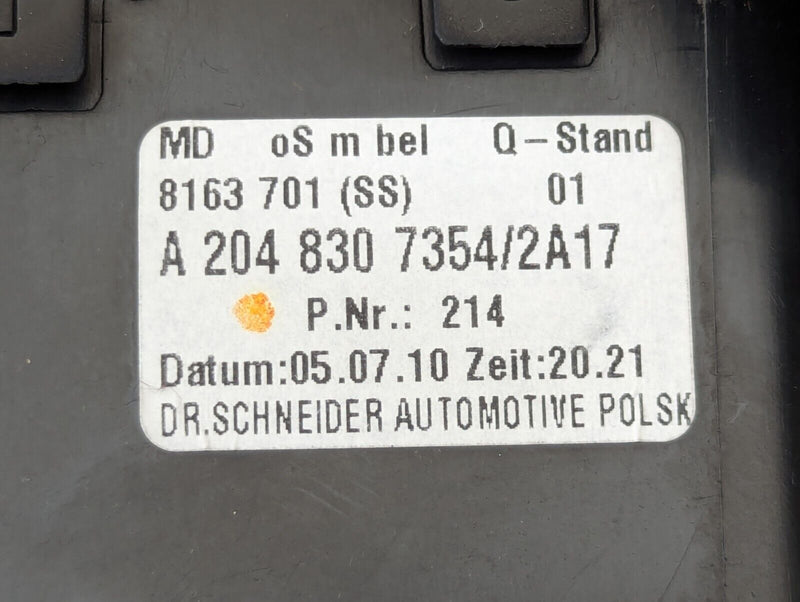 MD oS m bel Q-Stand
8163 701 (SS) 01
A 204 830 7354/2A17
P.Nr.: 214
Datum:05.07.10 Zeit:20.21
DR.SCHNEIDER AUTOMOTIVE POLSK